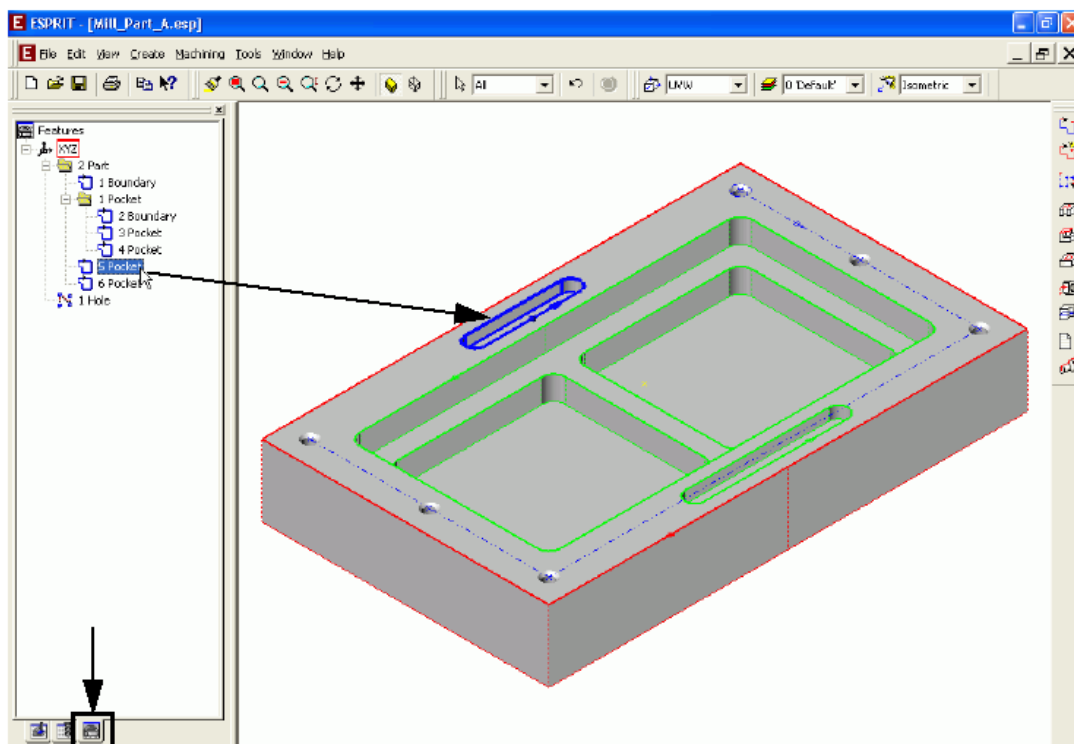 ESPRIT - [Mill_Part_A.esp]
File Edit View Create Machining Tools Window Help
All UVW 0 'Default' Isometric
Features
XYZ
2 Part
1 Boundary
1 Pocket
2 Boundary
3 Pocket
4 Pocket
5 Pocket
6 Pocket
1 Hole